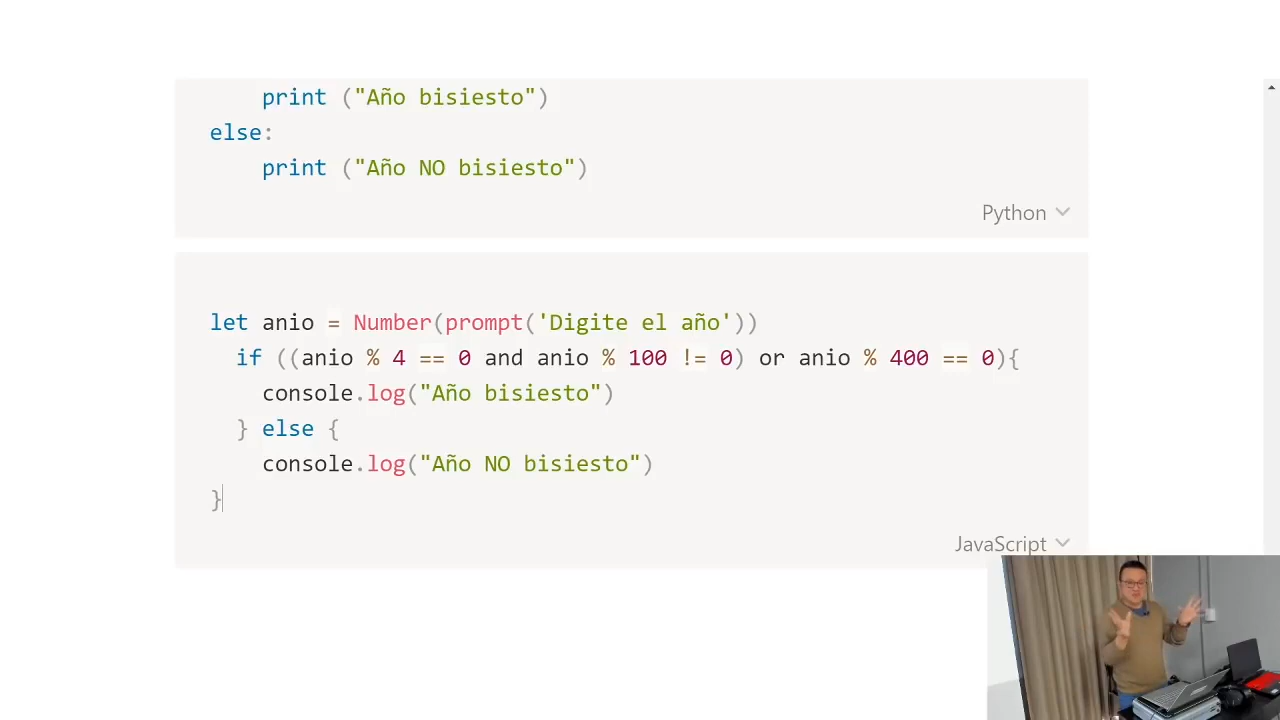 print ("Año bisiesto")
else:
print ("Año NO bisiesto")
Python
let anio = Number(prompt('Digite el año'))
if ((anio % 4 == 0 and anio % 100 != 0) or anio % 400 == 0){
console.log("Año bisiesto")
} else {
console.log("Año NO bisiesto")
}
JavaScript